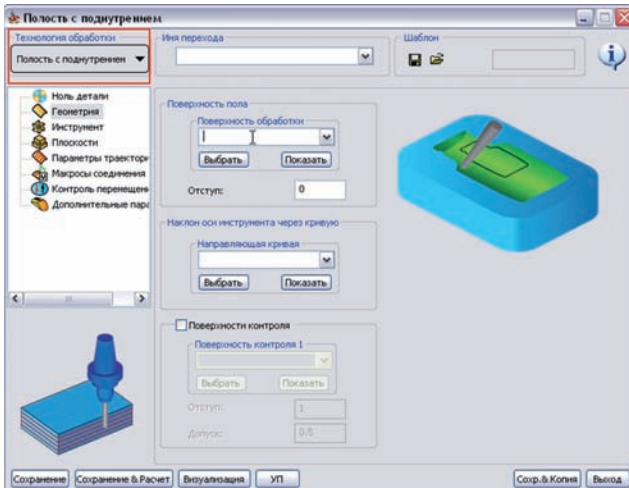 Полость с поднутрением
Технология обработки
Полость с поднутрением
Имя перехода
Шаблон
Ноль детали
Геометрия
Инструмент
Плоскости
Параметры траектори
Макросы соединения
Контроль перемещен
Дополнительные пара
Поверхность пола
Поверхность обработки
Выбрать Показать
Отступ: 0
Наклон оси инструмента через кривую
Направляющая кривая
Выбрать Показать
Поверхности контроля
Поверхность контроля 1
Выбрать Показать
Отступ: 1
Допуск: 0.5
Сохранение Сохранение & Расчет Визуализация УП Сохр.& Копия Выход